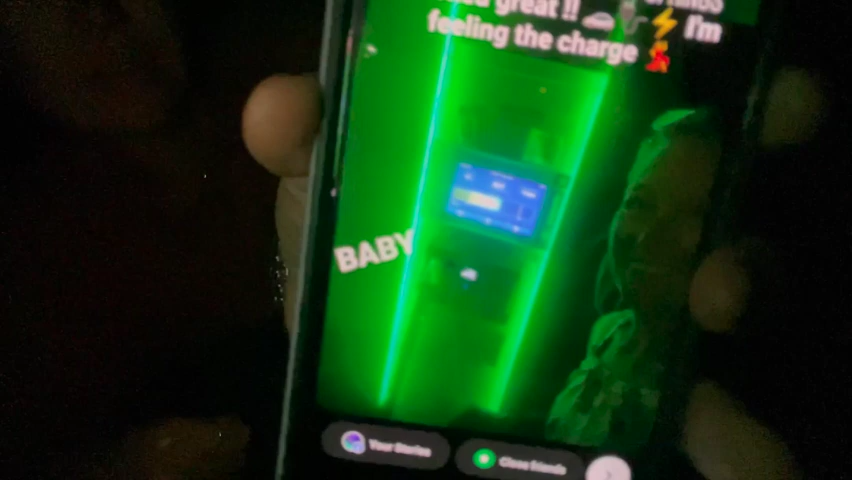 great !! 🚗🔌⚡ I'm
feeling the charge 💃
BABY
Your Stories
Close Friends